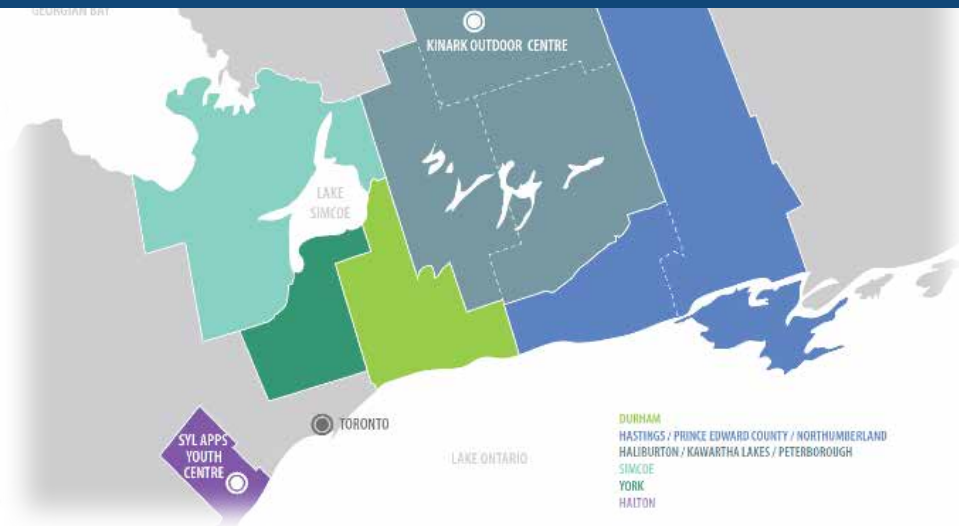 GEORGIAN BAY
KINARK OUTDOOR CENTRE
LAKE
SIMCOE
TORONTO
SYL APPS
YOUTH
CENTRE
LAKE ONTARIO
DURHAM
HASTINGS / PRINCE EDWARD COUNTY / NORTHUMBERLAND
HALIBURTON / KAWARTHA LAKES / PETERBOROUGH
SIMCOE
YORK
HALTON